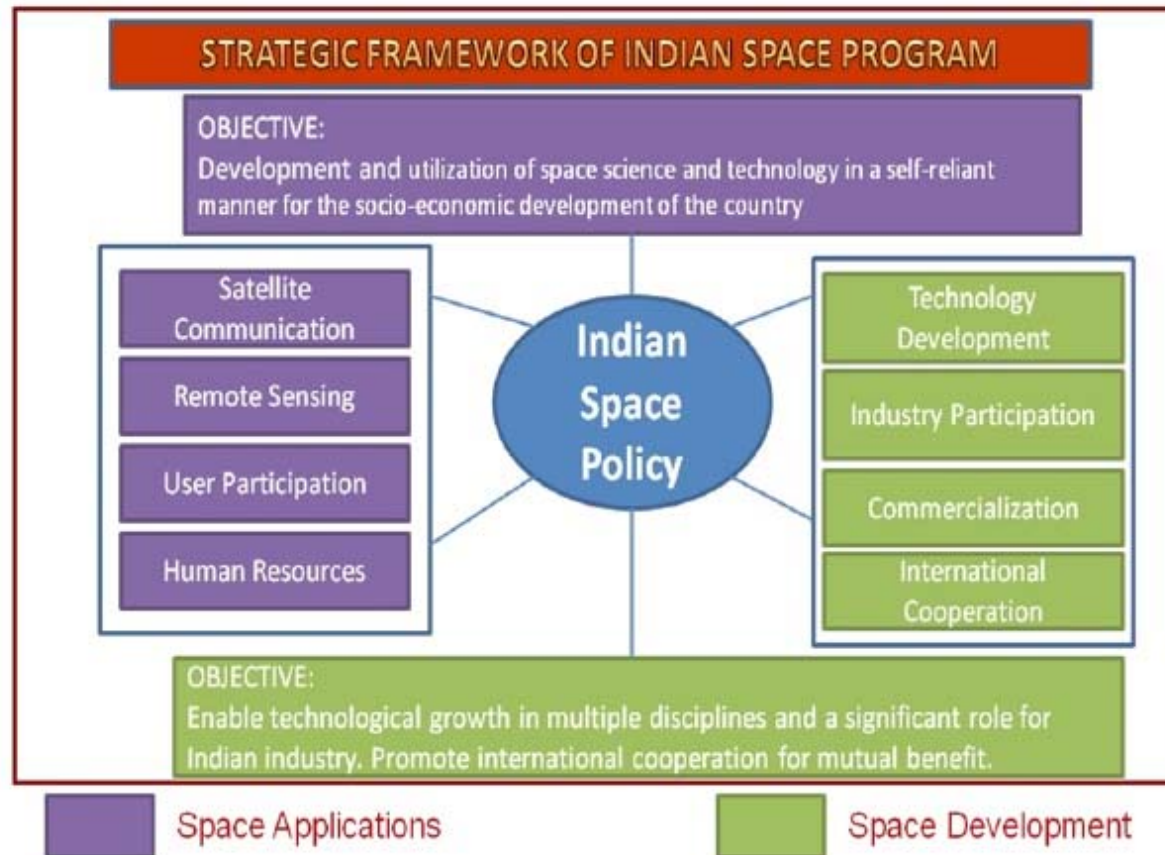 STRATEGIC FRAMEWORK OF INDIAN SPACE PROGRAM
OBJECTIVE:
Development and utilization of space science and technology in a self-reliant
manner for the socio-economic development of the country
Satellite
Communication
Remote Sensing
User Participation
Human Resources
Indian
Space
Policy
Technology
Development
Industry Participation
Commercialization
International
Cooperation
OBJECTIVE:
Enable technological growth in multiple disciplines and a significant role for
Indian industry. Promote international cooperation for mutual benefit.
Space Applications
Space Development